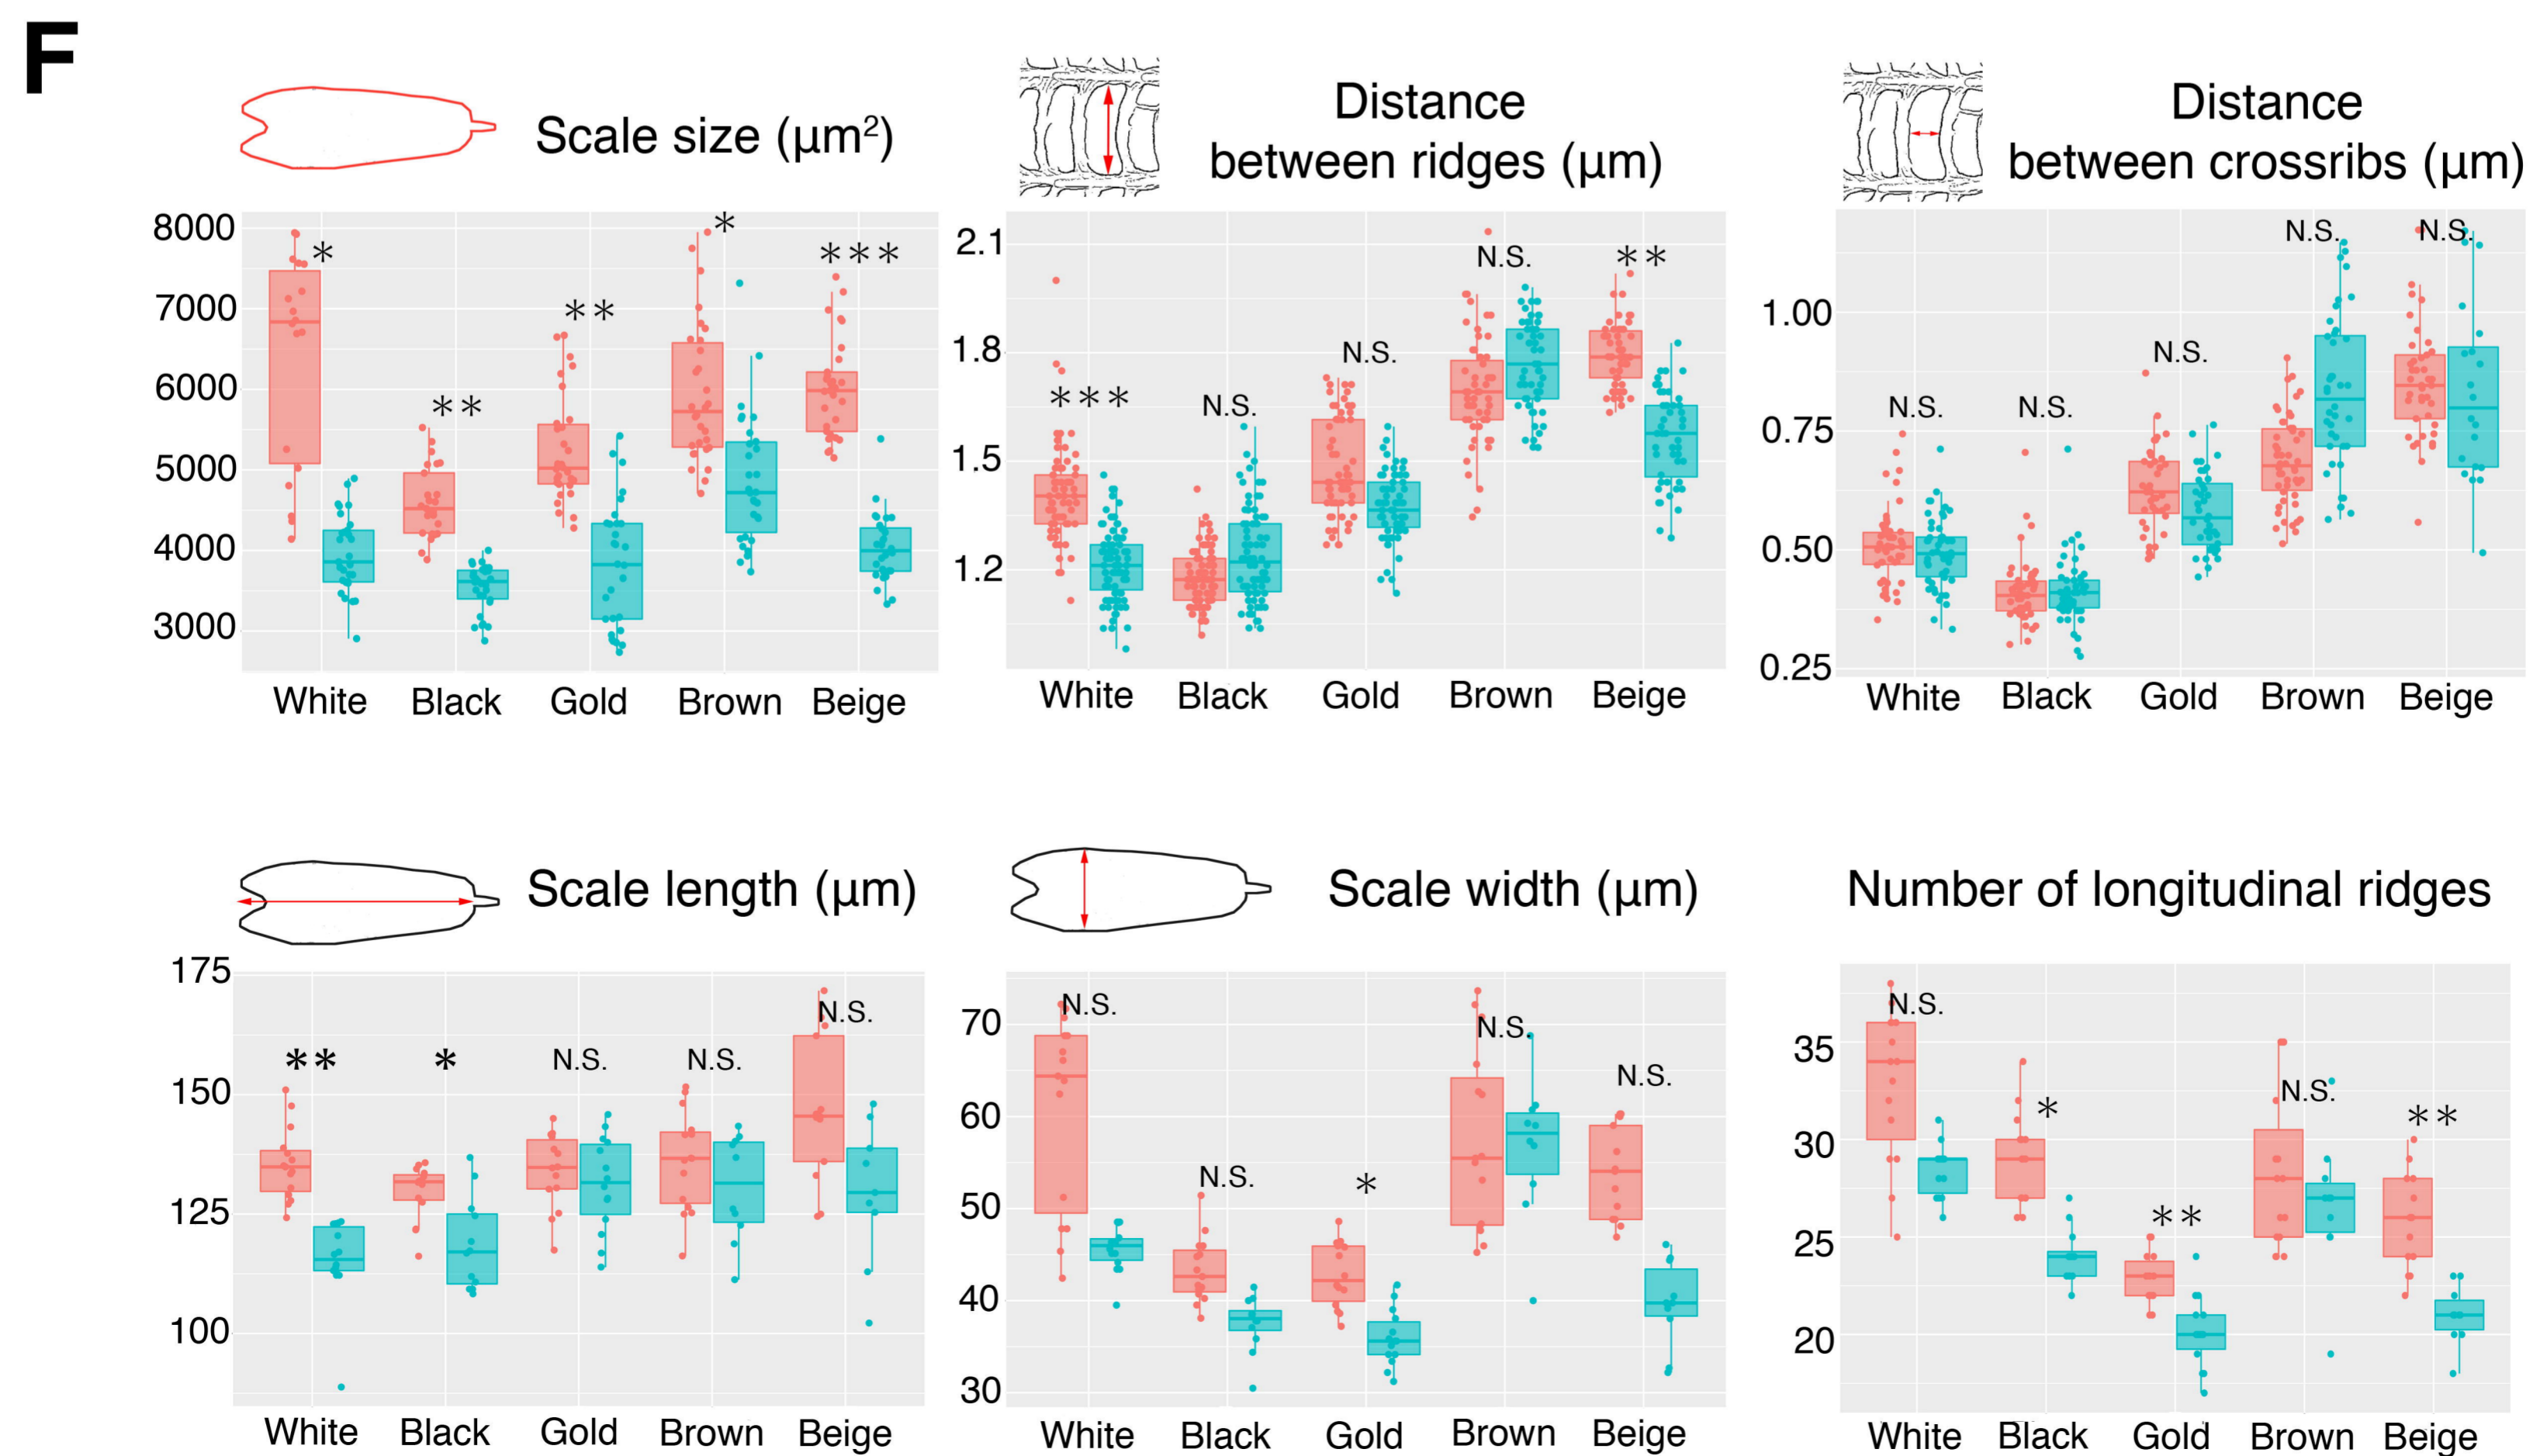 F
Scale size (μm²)
Distance
between ridges (μm)
Distance
between crossribs (μm)
8000
7000
6000
5000
4000
3000
*
**
**
*
***
White Black Gold Brown Beige
2.1
1.8
1.5
1.2
***
N.S.
N.S.
N.S.
**
White Black Gold Brown Beige
1.00
0.75
0.50
0.25
N.S.
N.S.
N.S.
N.S.
N.S.
White Black Gold Brown Beige
Scale length (μm)
Scale width (μm)
Number of longitudinal ridges
175
150
125
100
**
*
N.S.
N.S.
N.S.
White Black Gold Brown Beige
70
60
50
40
30
N.S.
N.S.
*
N.S.
N.S.
White Black Gold Brown Beige
35
30
25
20
N.S.
*
**
N.S.
**
White Black Gold Brown Beige